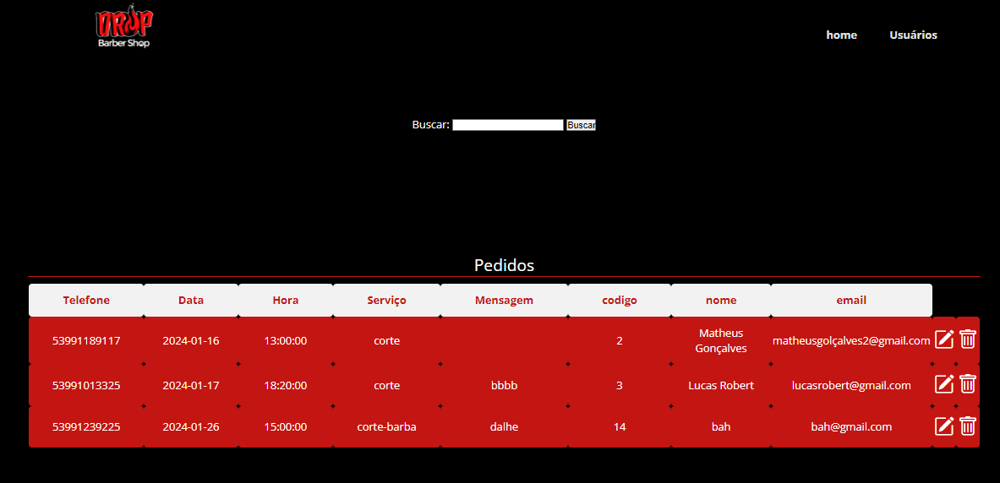 DROP
Barber Shop
home Usuários
Buscar: Buscar
Pedidos
Telefone Data Hora Serviço Mensagem codigo nome email
53991189117 2024-01-16 13:00:00 corte 2 Matheus Gonçalves matheusgolçalves2@gmail.com
53991013325 2024-01-17 18:20:00 corte bbbb 3 Lucas Robert lucasrobert@gmail.com
53991239225 2024-01-26 15:00:00 corte-barba dalhe 14 bah bah@gmail.com